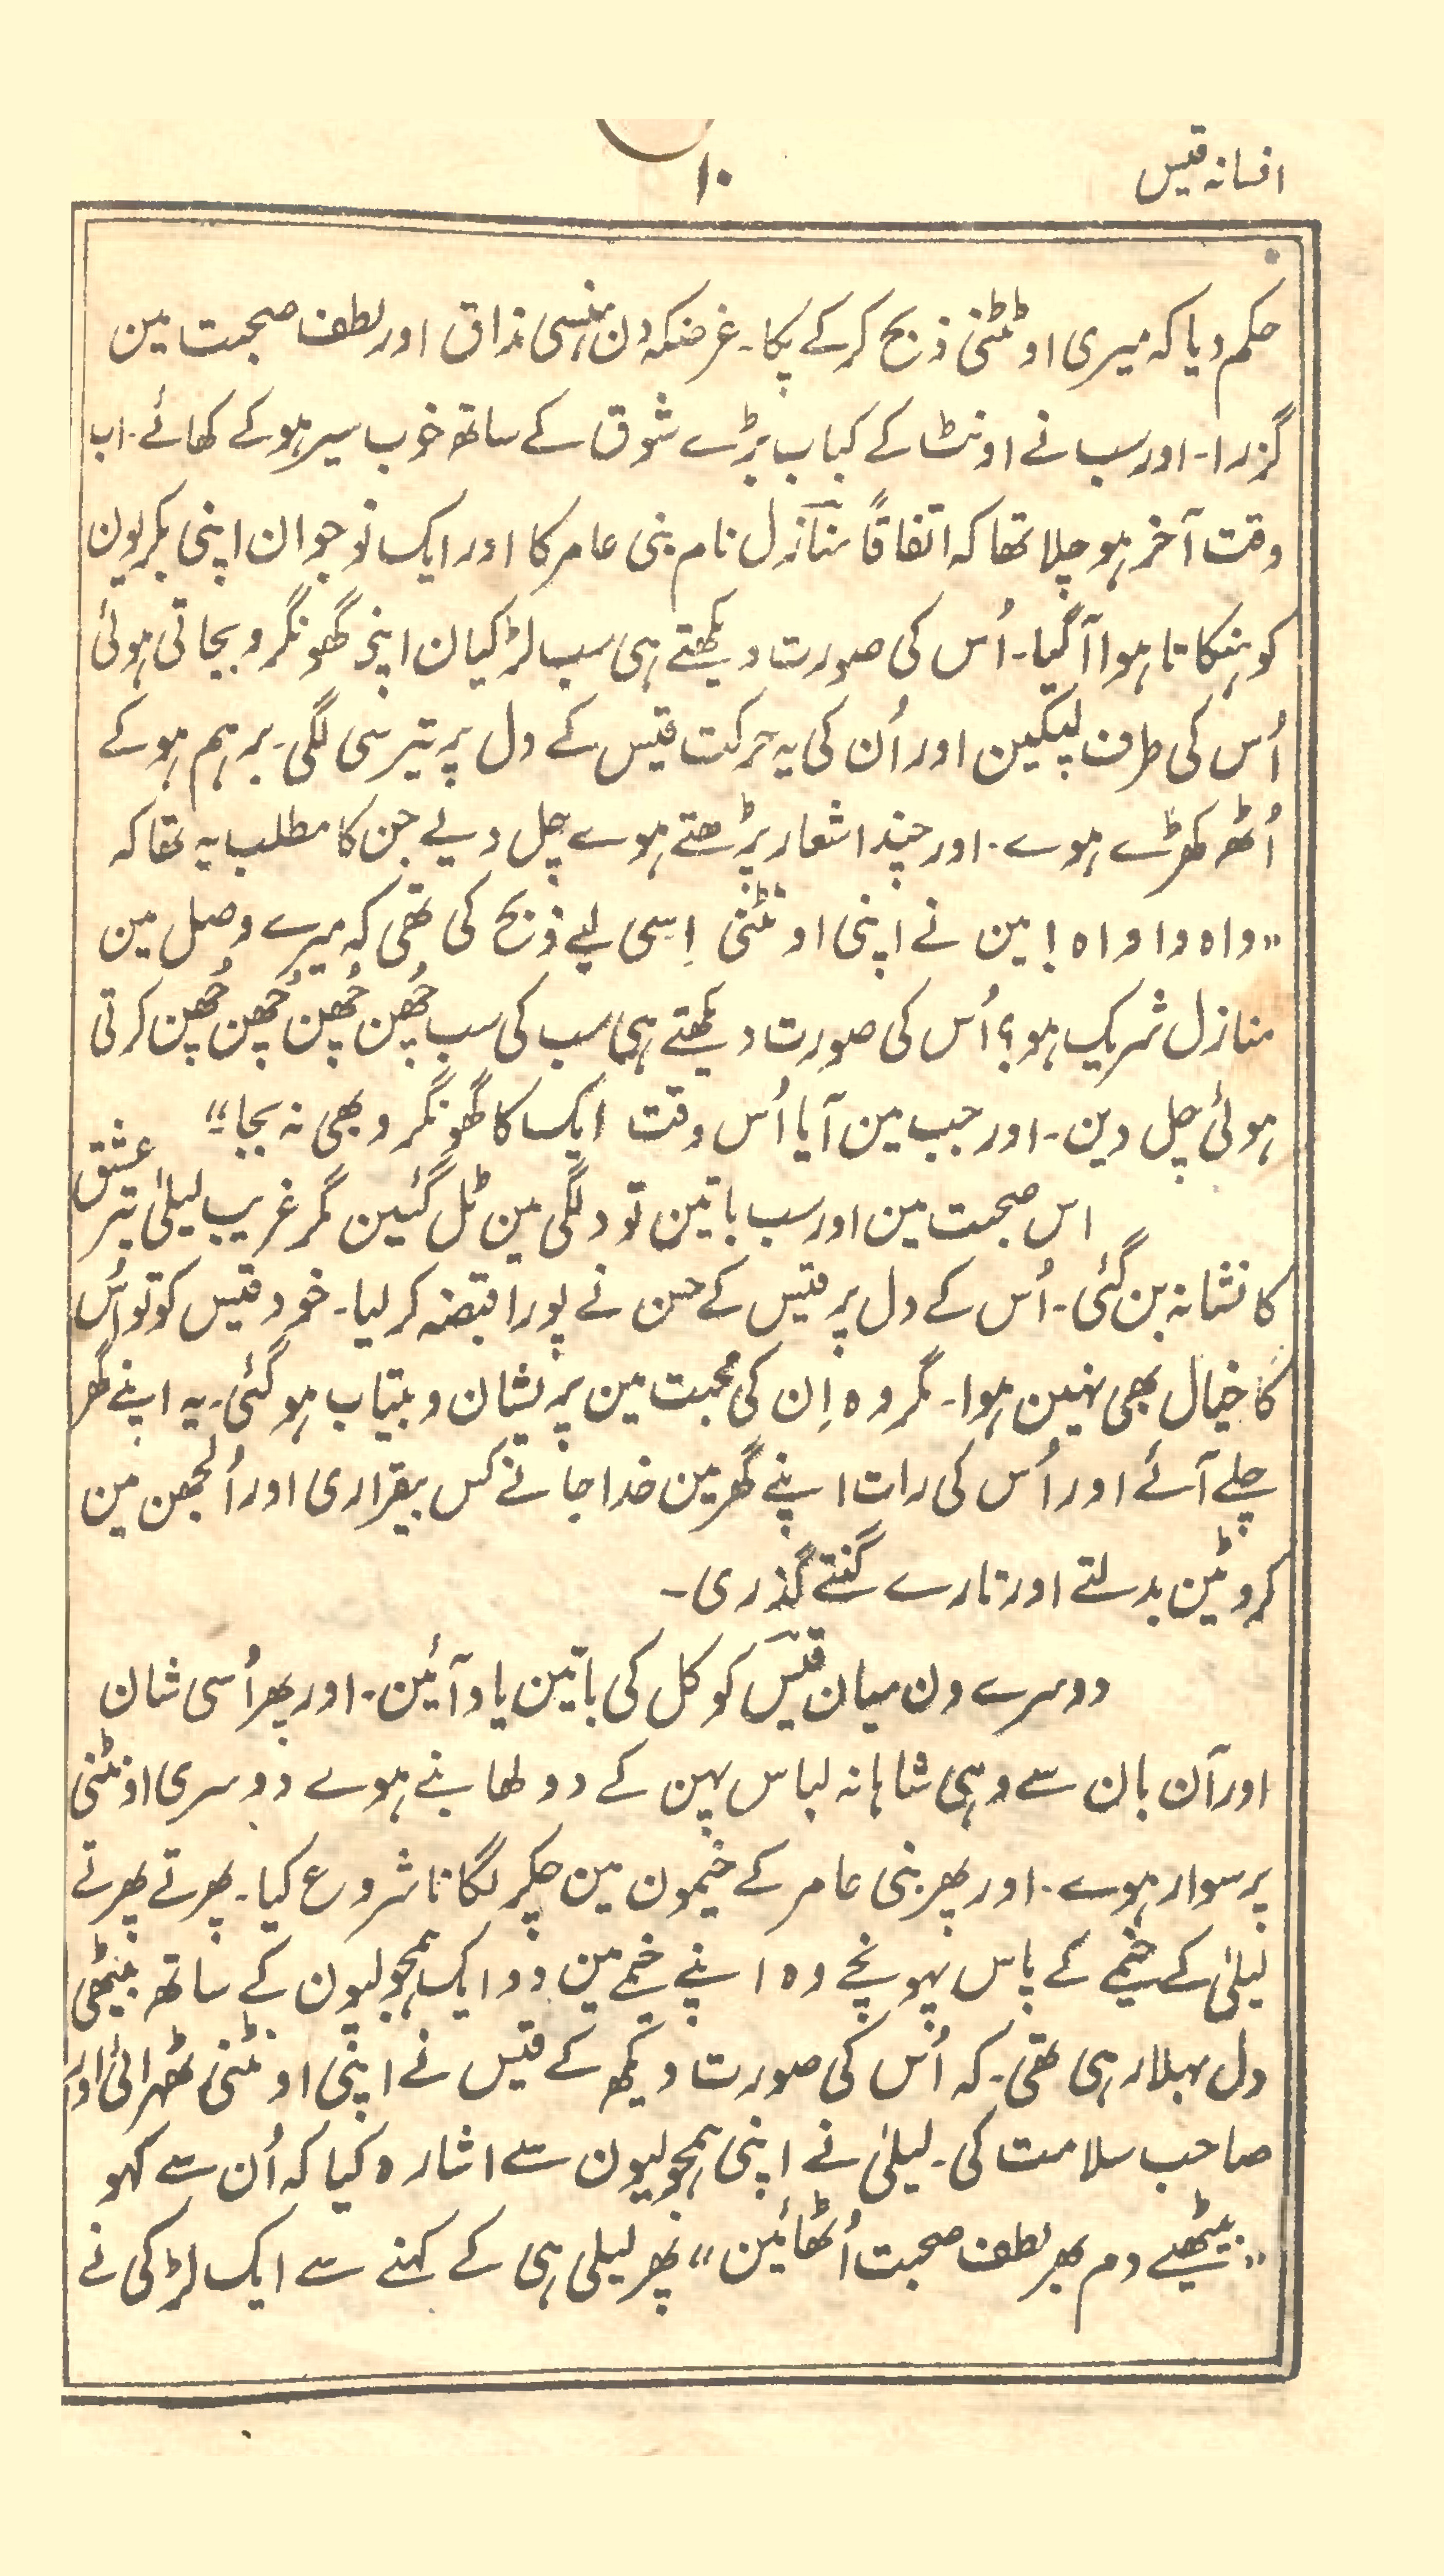 افسانہ قیس
۱۰
حکم دیا کہ میری اونٹنی ذبح کر کے پکا۔ غرضکہ دن ہنسی مذاق اور لطف صحبت مین
گزرا۔ اور سب نے اونٹ کے کباب بڑے شوق کے ساتھ خوب سیر ہو کے کھائے۔ اب
وقت آخر ہو چلا تھا کہ اتفاقاً منازل نام بنی عامر کا اور ایک نوجوان اپنی بکریون
کو ہنکاتا ہوا آگیا۔ اُس کی صورت دیکھتے ہی سب لڑکیان اپنے گھونگرو بجاتی ہوئی
اُس کی طرف لپکین اور اُن کی یہ حرکت قیس کے دل پر تیر سی لگی۔ برہم ہو کے
اُٹھ کھڑے ہوے۔ اور چند اشعار پڑھتے ہوے چل دیے جن کا مطلب یہ تھا کہ
"واہ وا واہ! مین نے اپنی اونٹنی اِسی لیے ذبح کی تھی کہ میرے وصل مین
منازل شریک ہو؟ اُس کی صورت دیکھتے ہی سب کی سب چُھن چُھن چُھن چُھن کرتی
ہوئی چل دین۔ اور جب مین آیا اُس وقت ایک کا گھونگرو بھی نہ بجا!!"
اس صحبت مین اور سب باتین تو دلگی مین ٹل گئین مگر غریب لیلیٰ تیر عشق
کا نشانہ بن گئی۔ اُس کے دل پر قیس کے حسن نے پورا قبضہ کر لیا۔ خود قیس کو تو اُس
کا خیال بھی نہین ہوا۔ مگر وہ اِن کی محبت مین پریشان و بیتاب ہو گئی۔ یہ اپنے گھر
چلے آئے اور اُس کی رات اپنے گھر مین خدا جانے کس بیقراری اور اُلجھن مین
کروٹین بدلتے اور تارے گنتے گذری۔
دوسرے دن میان قیس کو کل کی باتین یاد آئین۔ اور پھر اُسی شان
اور آن بان سے وہی شاہانہ لباس پہن کے دولھا بنے ہوے دوسری اونٹنی
پر سوار ہوے۔ اور پھر بنی عامر کے خیمون مین چکر لگانا شروع کیا۔ پھرتے پھرتے
لیلیٰ کے خیمے کے پاس پہونچے وہ اپنے خیمے مین دو ایک ہمجولیون کے ساتھ بیٹھی
دل بہلا رہی تھی۔ کہ اُس کی صورت دیکھ کے قیس نے اپنی اونٹنی ٹھہرائی اور
صاحب سلامت کی۔ لیلیٰ نے اپنی ہمجولیون سے اشارہ کیا کہ اُن سے کہو
"بیٹھیے دم بھر لطف صحبت اُٹھائین" پھر لیلی ہی کے کہنے سے ایک لڑکی نے